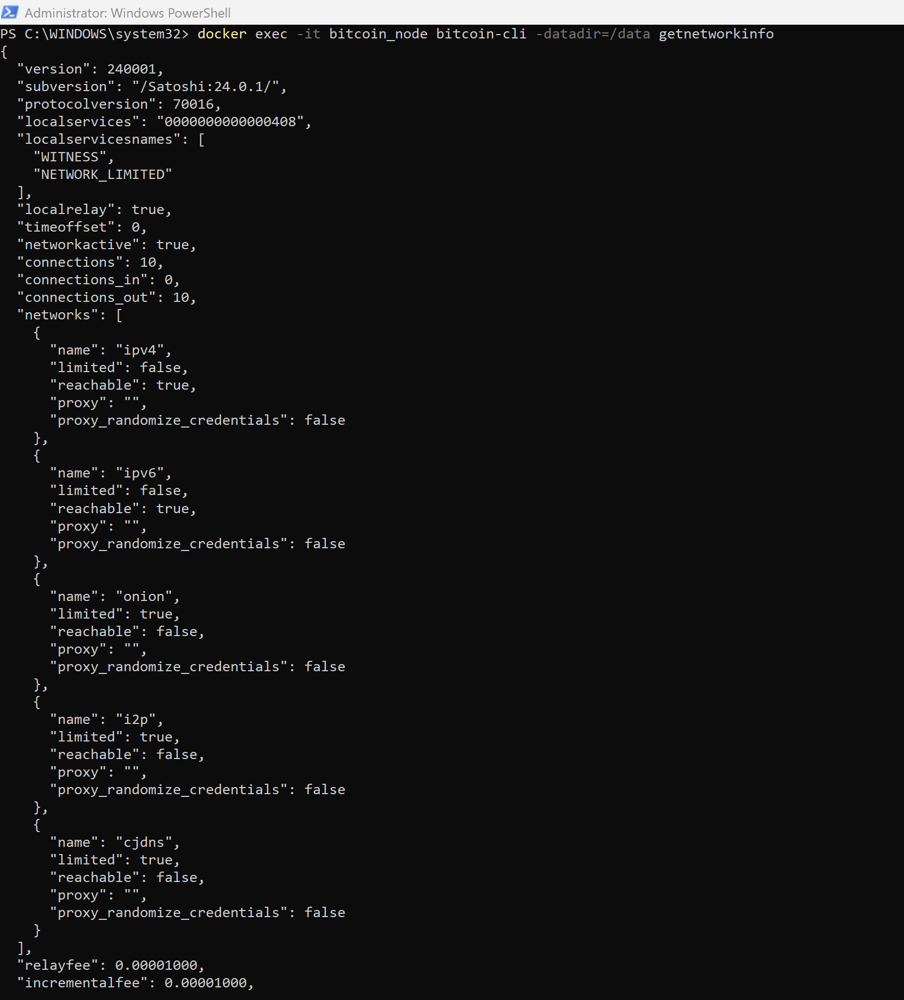 Administrator: Windows PowerShell
PS C:\WINDOWS\system32> docker exec -it bitcoin_node bitcoin-cli -datadir=/data getnetworkinfo
{
  "version": 240001,
  "subversion": "/Satoshi:24.0.1/",
  "protocolversion": 70016,
  "localservices": "0000000000000408",
  "localservicesnames": [
    "WITNESS",
    "NETWORK_LIMITED"
  ],
  "localrelay": true,
  "timeoffset": 0,
  "networkactive": true,
  "connections": 10,
  "connections_in": 0,
  "connections_out": 10,
  "networks": [
    {
      "name": "ipv4",
      "limited": false,
      "reachable": true,
      "proxy": "",
      "proxy_randomize_credentials": false
    },
    {
      "name": "ipv6",
      "limited": false,
      "reachable": true,
      "proxy": "",
      "proxy_randomize_credentials": false
    },
    {
      "name": "onion",
      "limited": true,
      "reachable": false,
      "proxy": "",
      "proxy_randomize_credentials": false
    },
    {
      "name": "i2p",
      "limited": true,
      "reachable": false,
      "proxy": "",
      "proxy_randomize_credentials": false
    },
    {
      "name": "cjdns",
      "limited": true,
      "reachable": false,
      "proxy": "",
      "proxy_randomize_credentials": false
    }
  ],
  "relayfee": 0.00001000,
  "incrementalfee": 0.00001000,